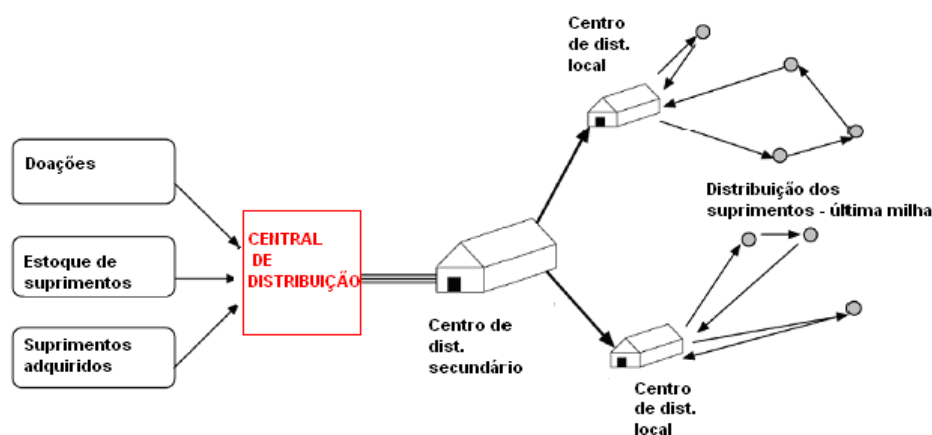 Doações
Estoque de
suprimentos
Suprimentos
adquiridos
CENTRAL
DE
DISTRIBUIÇÃO
Centro de
dist.
secundário
Centro
de dist.
local
Distribuição dos
suprimentos - última milha
Centro
de dist.
local